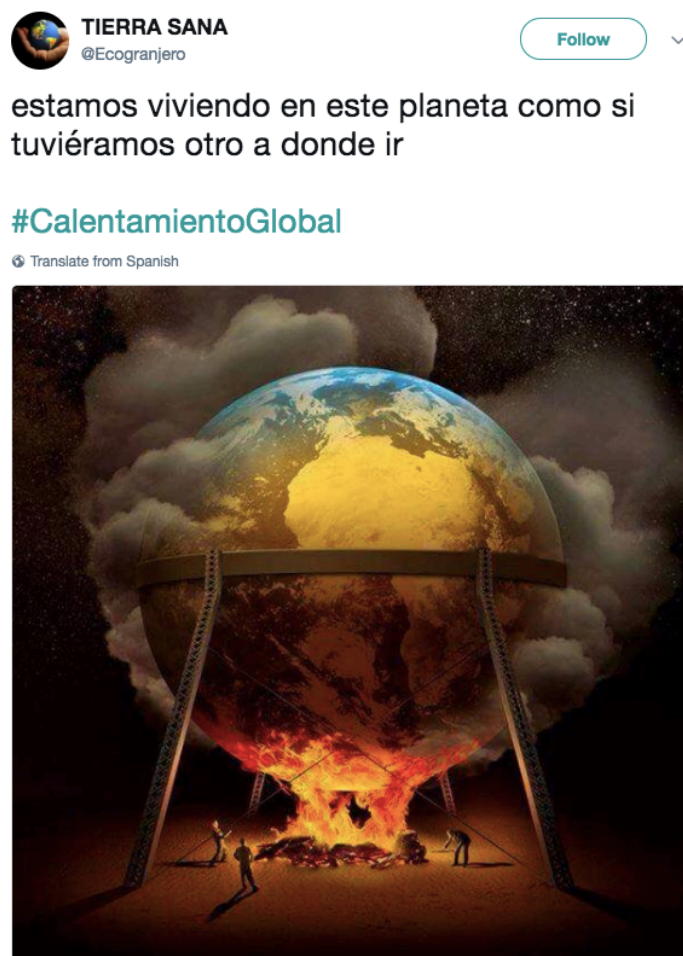 TIERRA SANA
@Ecogranjero
Follow
estamos viviendo en este planeta como si
tuviéramos otro a donde ir
#CalentamientoGlobal
Translate from Spanish